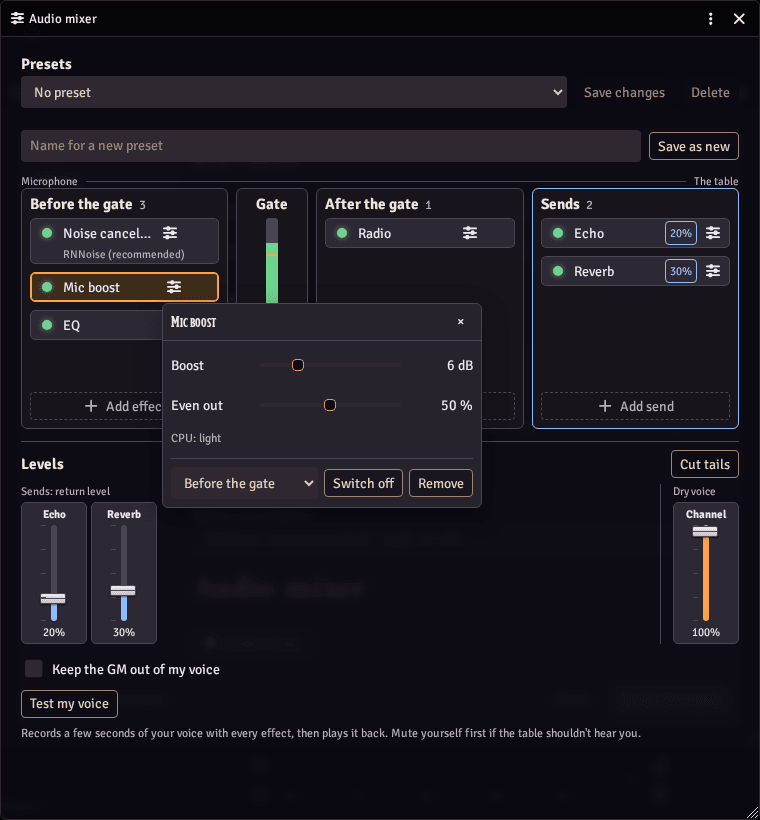 Audio mixer
Presets
No preset
Save changes
Delete
Name for a new preset
Save as new
Microphone
The table
Before the gate 3
Gate
After the gate 1
Sends 2
Noise cancel...
RNNoise (recommended)
Radio
Echo
20%
Mic boost
Reverb
30%
EQ
Mic boost
×
Boost
6 dB
Even out
50 %
CPU: light
Before the gate
Switch off
Remove
Add effec
Add send
Levels
Cut tails
Sends: return level
Dry voice
Echo
Reverb
Channel
20%
30%
100%
Keep the GM out of my voice
Test my voice
Records a few seconds of your voice with every effect, then plays it back. Mute yourself first if the table shouldn't hear you.
Audio mixer